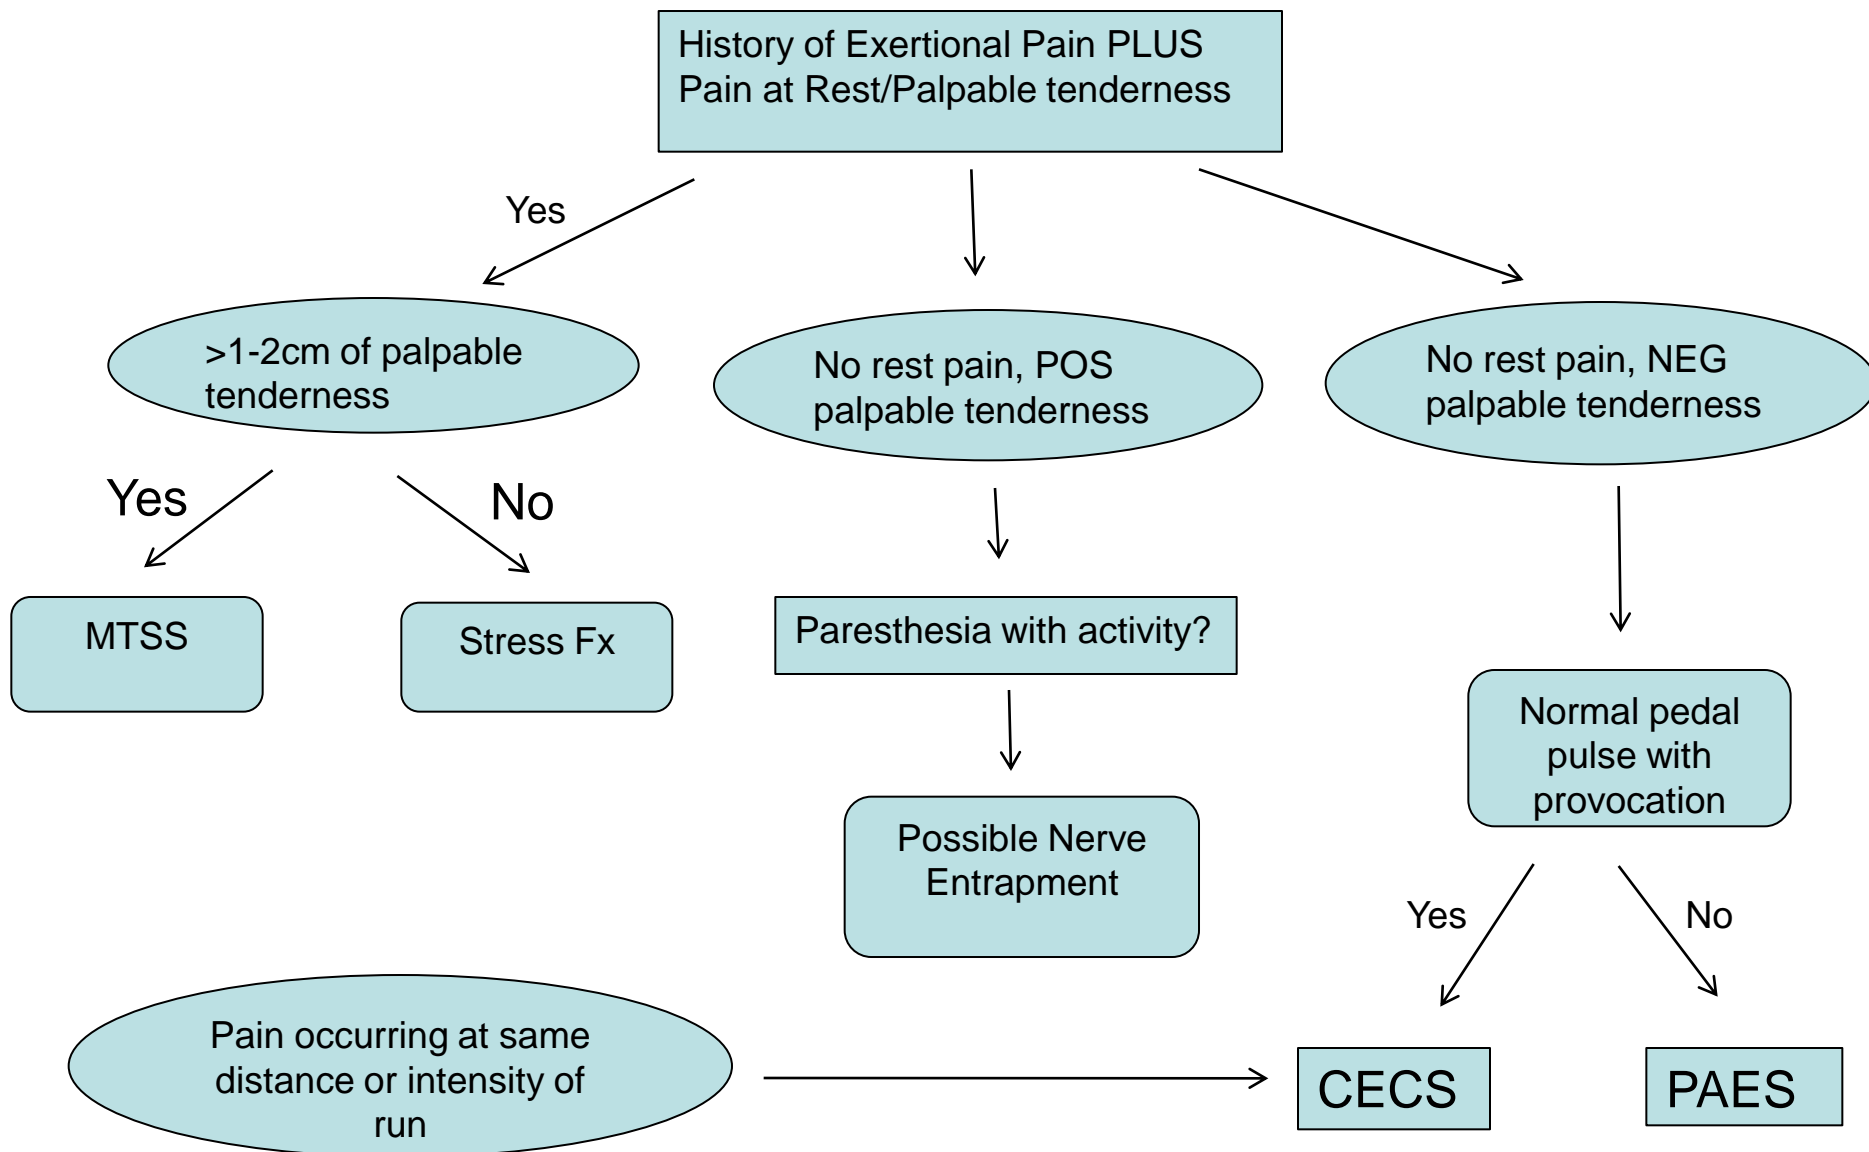 History of Exertional Pain PLUS
Pain at Rest/Palpable tenderness
Yes
>1-2cm of palpable
tenderness
No rest pain, POS
palpable tenderness
No rest pain, NEG
palpable tenderness
Yes
No
MTSS
Stress Fx
Paresthesia with activity?
Normal pedal
pulse with
provocation
Possible Nerve
Entrapment
Yes
No
Pain occurring at same
distance or intensity of
run
CECS
PAES